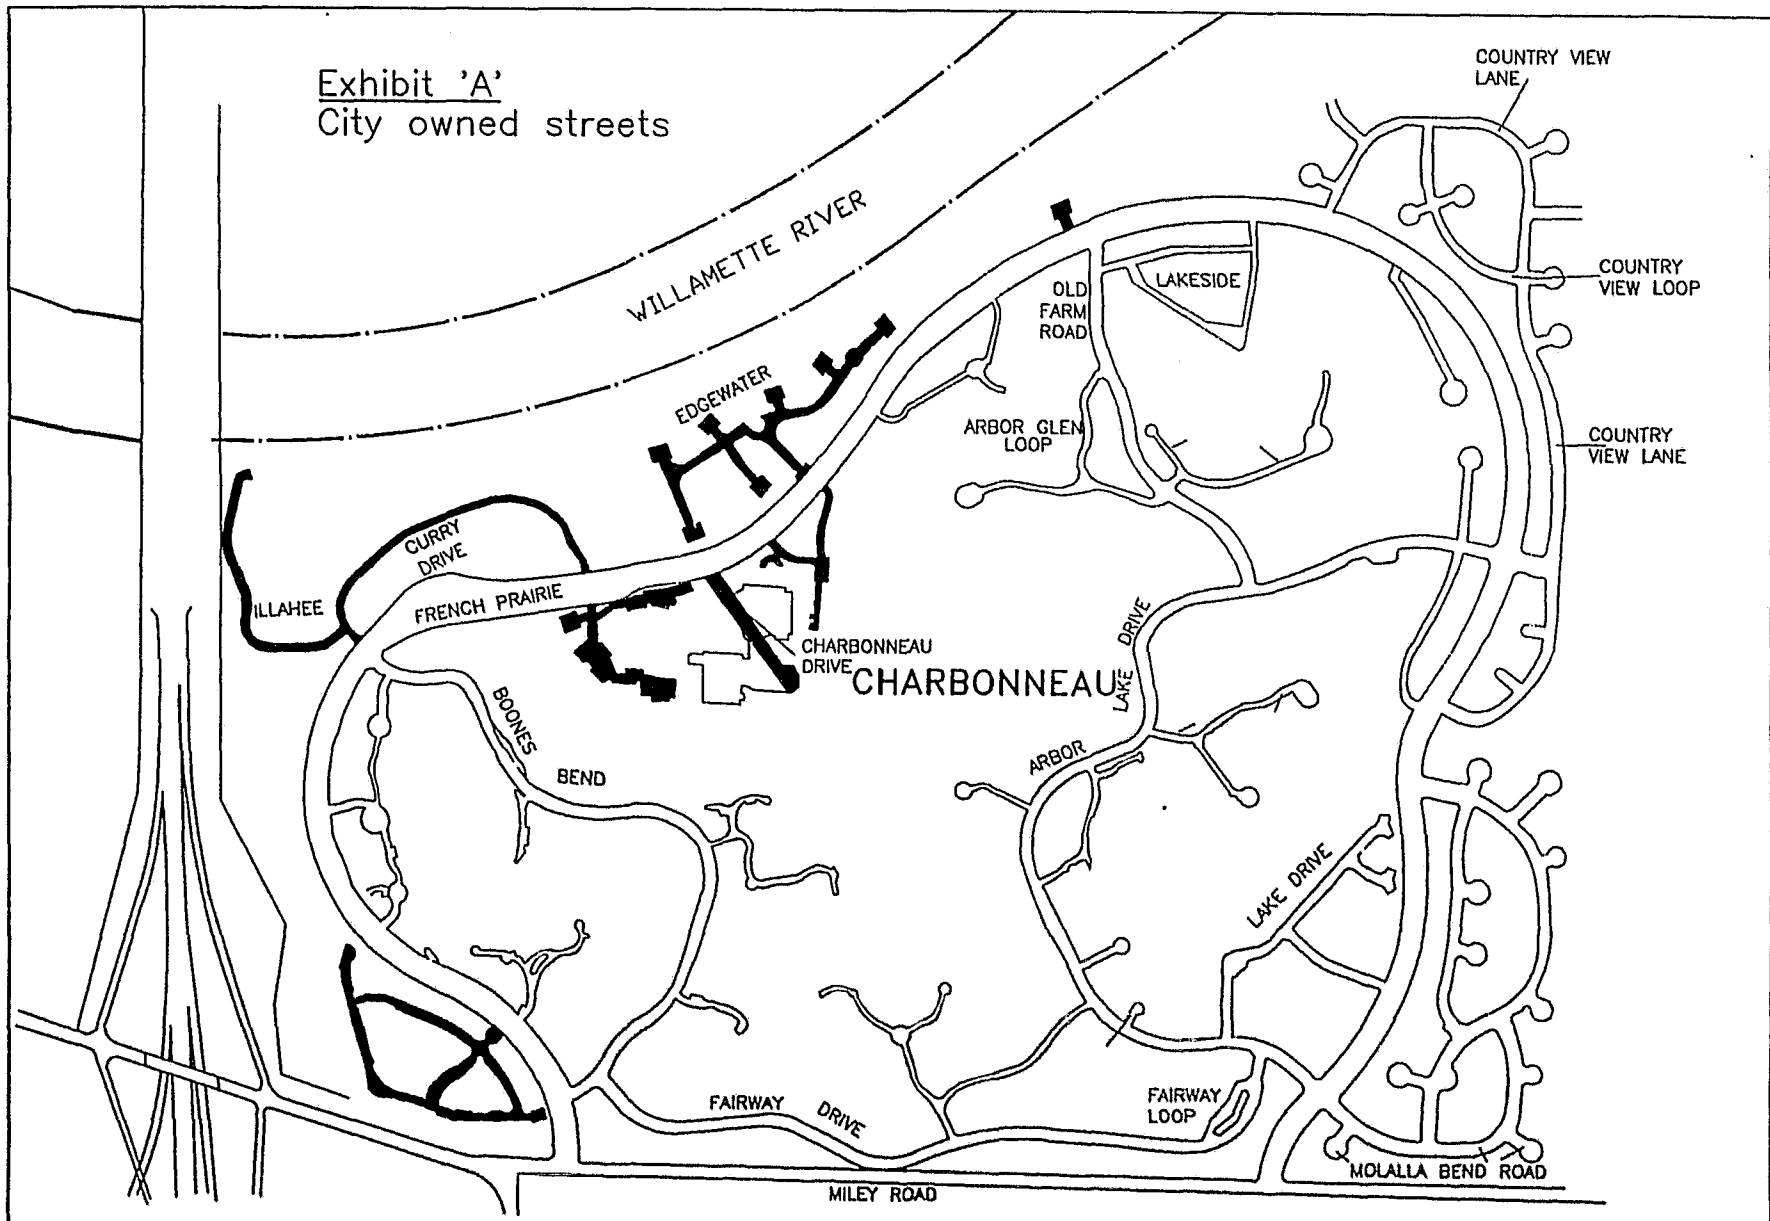 Exhibit 'A'
City owned streets
COUNTRY VIEW
LANE
WILLAMETTE RIVER
COUNTRY
VIEW LOOP
LAKESIDE
OLD
FARM
ROAD
EDGEWATER
ARBOR GLEN
LOOP
COUNTRY
VIEW LANE
CURRY
DRIVE
ILLAHEE
FRENCH PRAIRIE
CHARBONNEAU
DRIVE
CHARBONNEAU
LAKE DRIVE
ARBOR
BOONES
BEND
LAKE DRIVE
FAIRWAY DRIVE
FAIRWAY
LOOP
MOLALLA BEND ROAD
MILEY ROAD